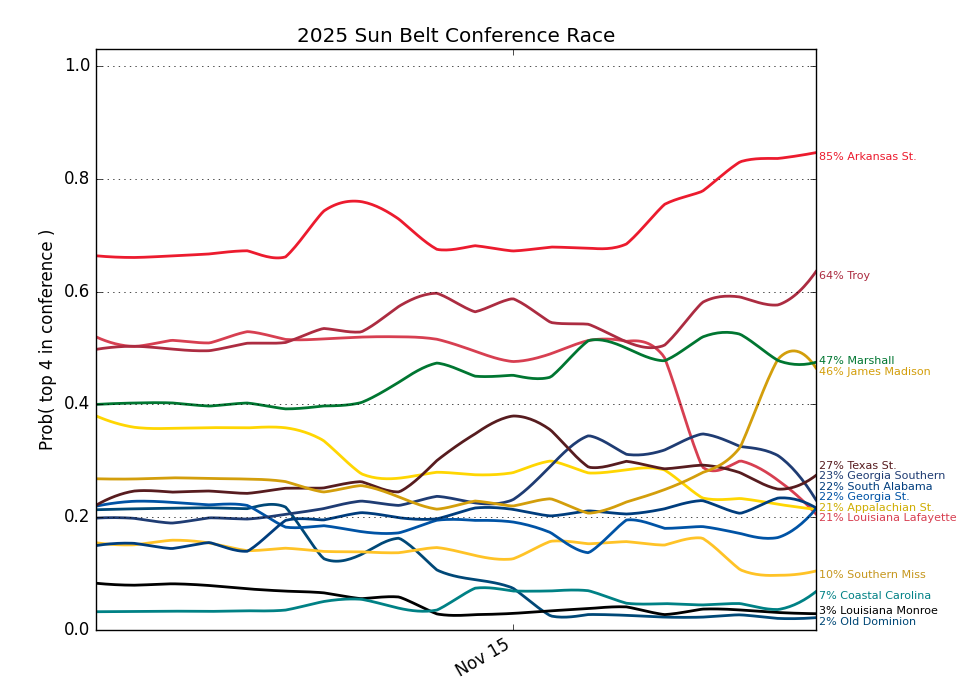 2025 Sun Belt Conference Race
Prob( top 4 in conference )
1.0
0.8
0.6
0.4
0.2
0.0
Nov 15
85% Arkansas St.
64% Troy
47% Marshall
46% James Madison
27% Texas St.
23% Georgia Southern
22% South Alabama
22% Georgia St.
21% Appalachian St.
21% Louisiana Lafayette
10% Southern Miss
7% Coastal Carolina
3% Louisiana Monroe
2% Old Dominion